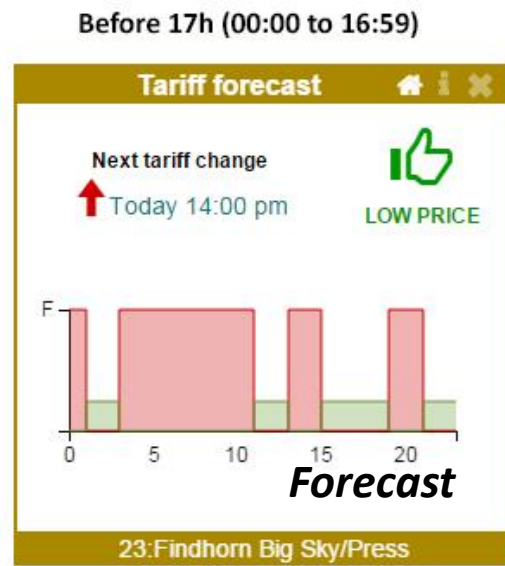 Before 17h (00:00 to 16:59)
Tariff forecast
Next tariff change
Today 14:00 pm
LOW PRICE
F
0 5 10 15 20
Forecast
23:Findhorn Big Sky/Press